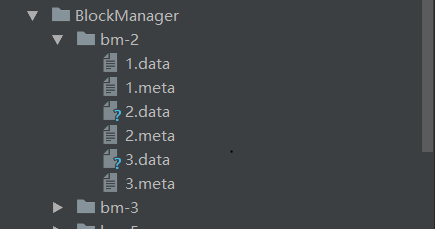 BlockManager
bm-2
1.data
1.meta
2.data
2.meta
3.data
3.meta
bm-3